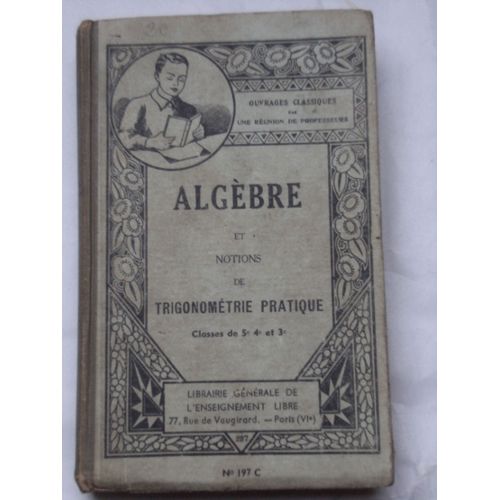 OUVRAGES CLASSIQUES
PAR
UNE RÉUNION DE PROFESSEURS
ALGÈBRE
ET
NOTIONS
DE
TRIGONOMÉTRIE PRATIQUE
Classes de 5e 4e et 3e
LIBRAIRIE GÉNÉRALE DE
L'ENSEIGNEMENT LIBRE
77, Rue de Vaugirard. — Paris (VIe)
No 197 C